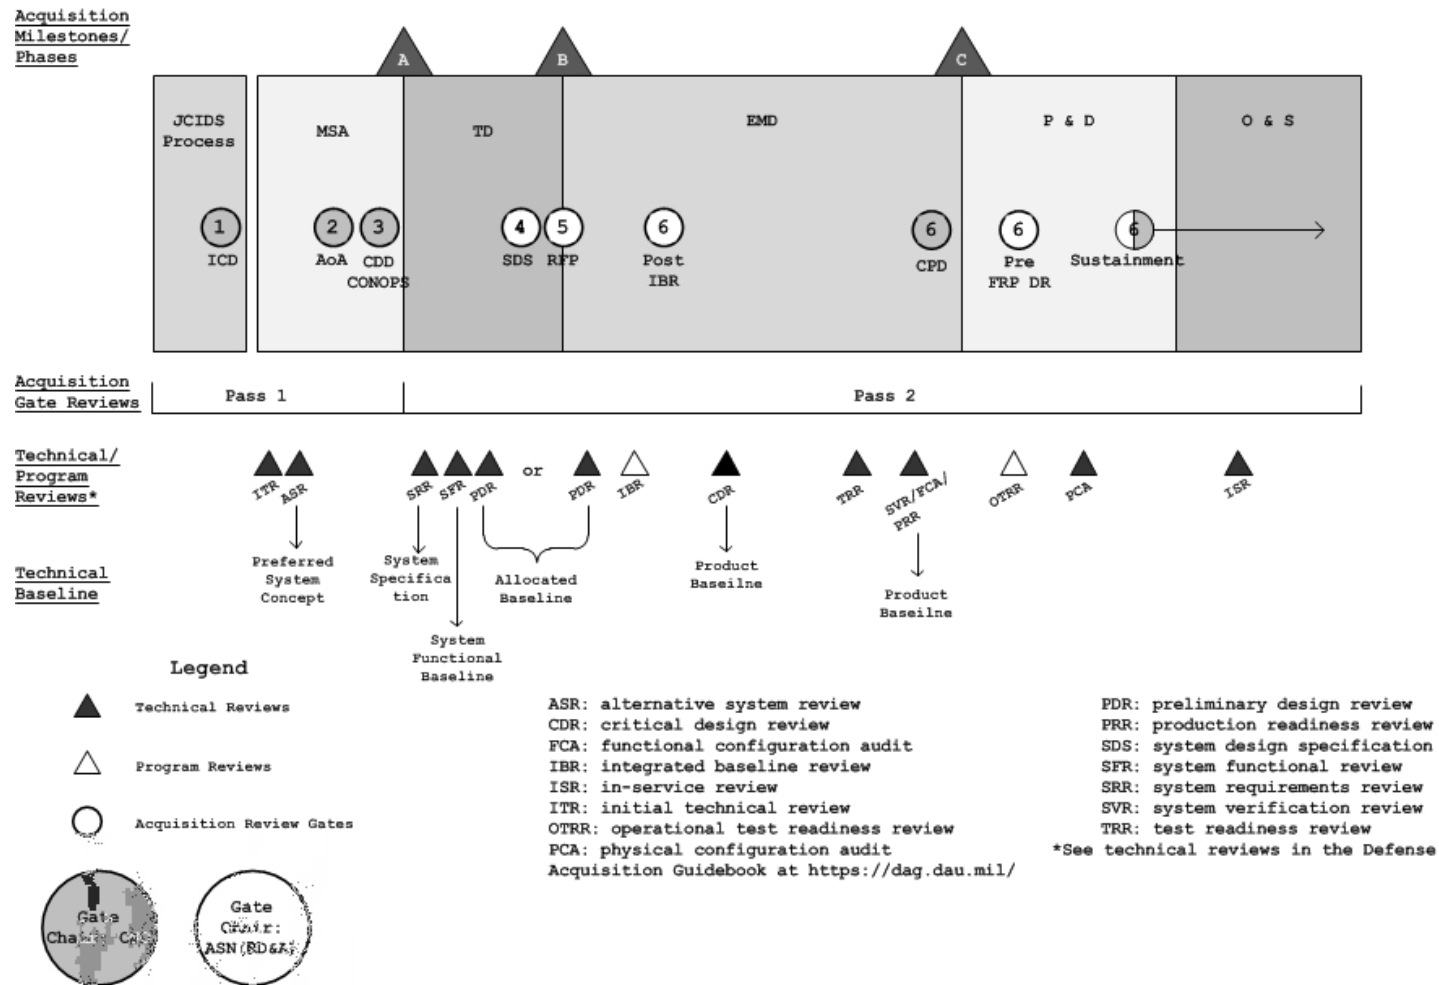 Acquisition
Milestones/
Phases
A
B
C
JCIDS
Process
MSA
TD
EMD
P & D
O & S
1
2
3
4
5
6
6
6
6
ICD
AoA
CDD
CONOPS
SDS
RFP
Post
IBR
CPD
Pre
FRP DR
Sustainment
Acquisition
Gate Reviews
Pass 1
Pass 2
Technical/
Program
Reviews*
or
ITR
ASR
SRR
SFR
PDR
PDR
IBR
CDR
TRR
SVR/FCA/
PRR
OTRR
PCA
ISR
Technical
Baseline
Preferred
System
Concept
System
Specifica
tion
System
Functional
Baseline
Allocated
Baseline
Product
Baseilne
Product
Baseilne
Legend
Technical Reviews
Program Reviews
Acquisition Review Gates
Gate
Gate
Chair:
ASN(RD&A)
ASR: alternative system review
CDR: critical design review
FCA: functional configuration audit
IBR: integrated baseline review
ISR: in-service review
ITR: initial technical review
OTRR: operational test readiness review
PCA: physical configuration audit
Acquisition Guidebook at https://dag.dau.mil/
PDR: preliminary design review
PRR: production readiness review
SDS: system design specification
SFR: system functional review
SRR: system requirements review
SVR: system verification review
TRR: test readiness review
*See technical reviews in the Defense